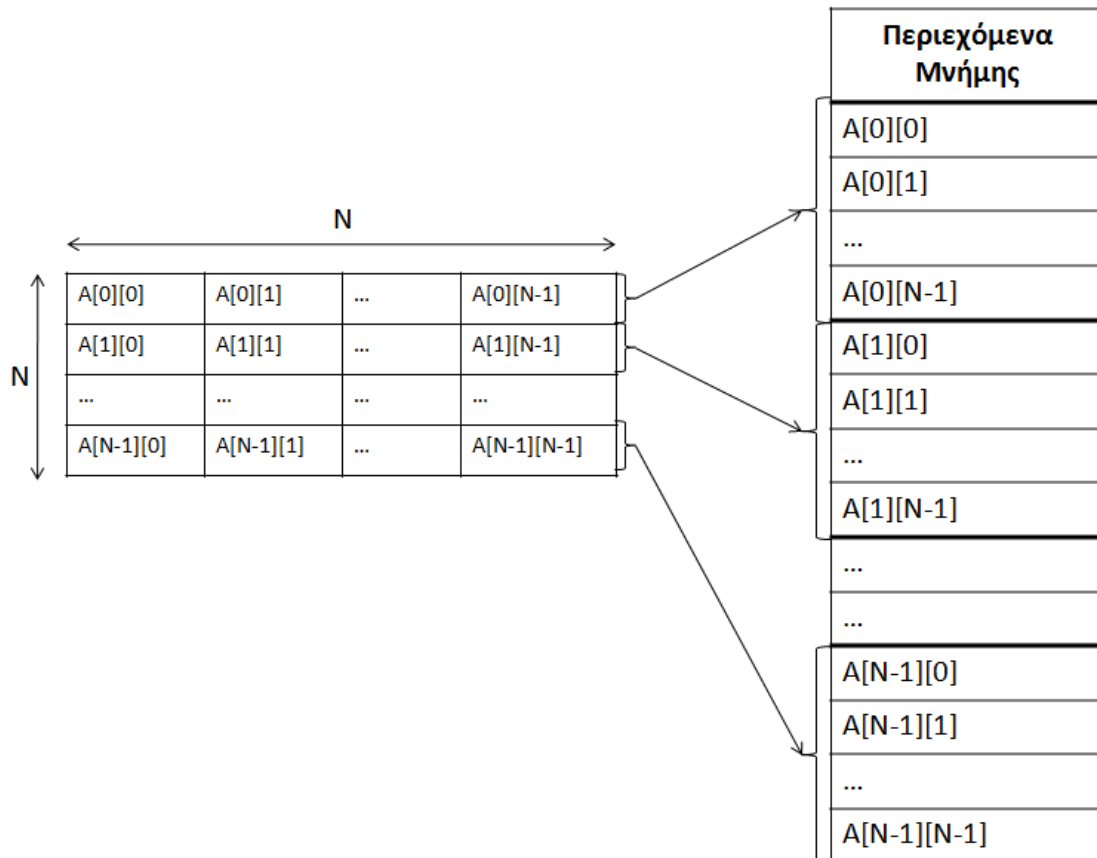 Περιεχόμενα
Μνήμης
A[0][0]
A[0][1]
...
A[0][N-1]
A[1][0]
A[1][1]
...
A[1][N-1]
...
...
A[N-1][0]
A[N-1][1]
...
A[N-1][N-1]
N
N
A[0][0] A[0][1] ... A[0][N-1]
A[1][0] A[1][1] ... A[1][N-1]
... ... ... ...
A[N-1][0] A[N-1][1] ... A[N-1][N-1]